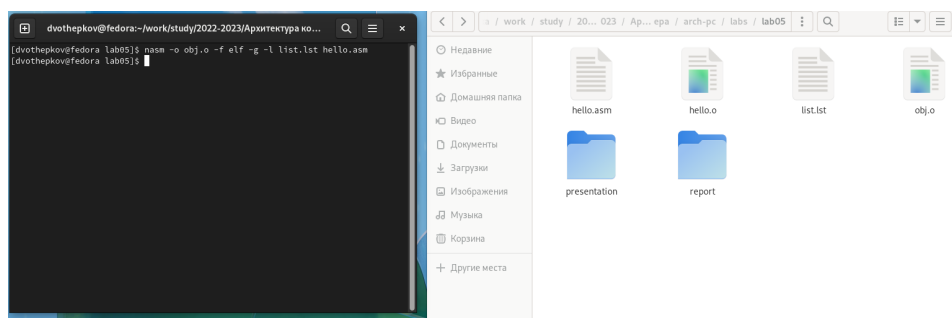 dvothepkov@fedora:~/work/study/2022-2023/Архитектура ко...
[dvothepkov@fedora lab05]$ nasm -o obj.o -f elf -g -l list.lst hello.asm
[dvothepkov@fedora lab05]$
а / work / study / 20... 023 / Ар... ера / arch-pc / labs / lab05
Недавние
Избранные
Домашняя папка
Видео
Документы
Загрузки
Изображения
Музыка
Корзина
Другие места
hello.asm
hello.o
list.lst
obj.o
presentation
report